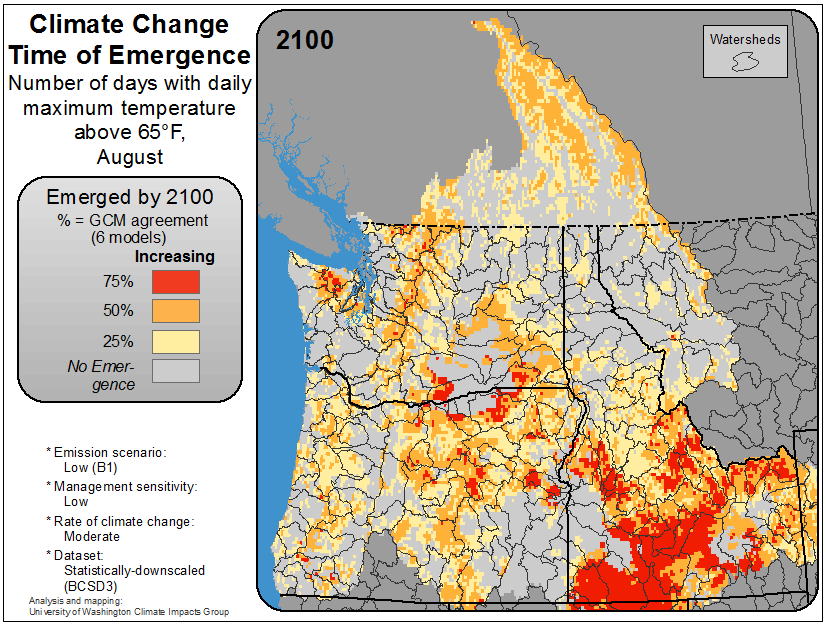 Climate Change
Time of Emergence
Number of days with daily
maximum temperature
above 65°F,
August
Emerged by 2100
% = GCM agreement
(6 models)
Increasing
75%
50%
25%
No Emer-
gence
* Emission scenario:
Low (B1)
* Management sensitivity:
Low
* Rate of climate change:
Moderate
* Dataset:
Statistically-downscaled
(BCSD3)
Analysis and mapping:
University of Washington Climate Impacts Group
2100
Watersheds